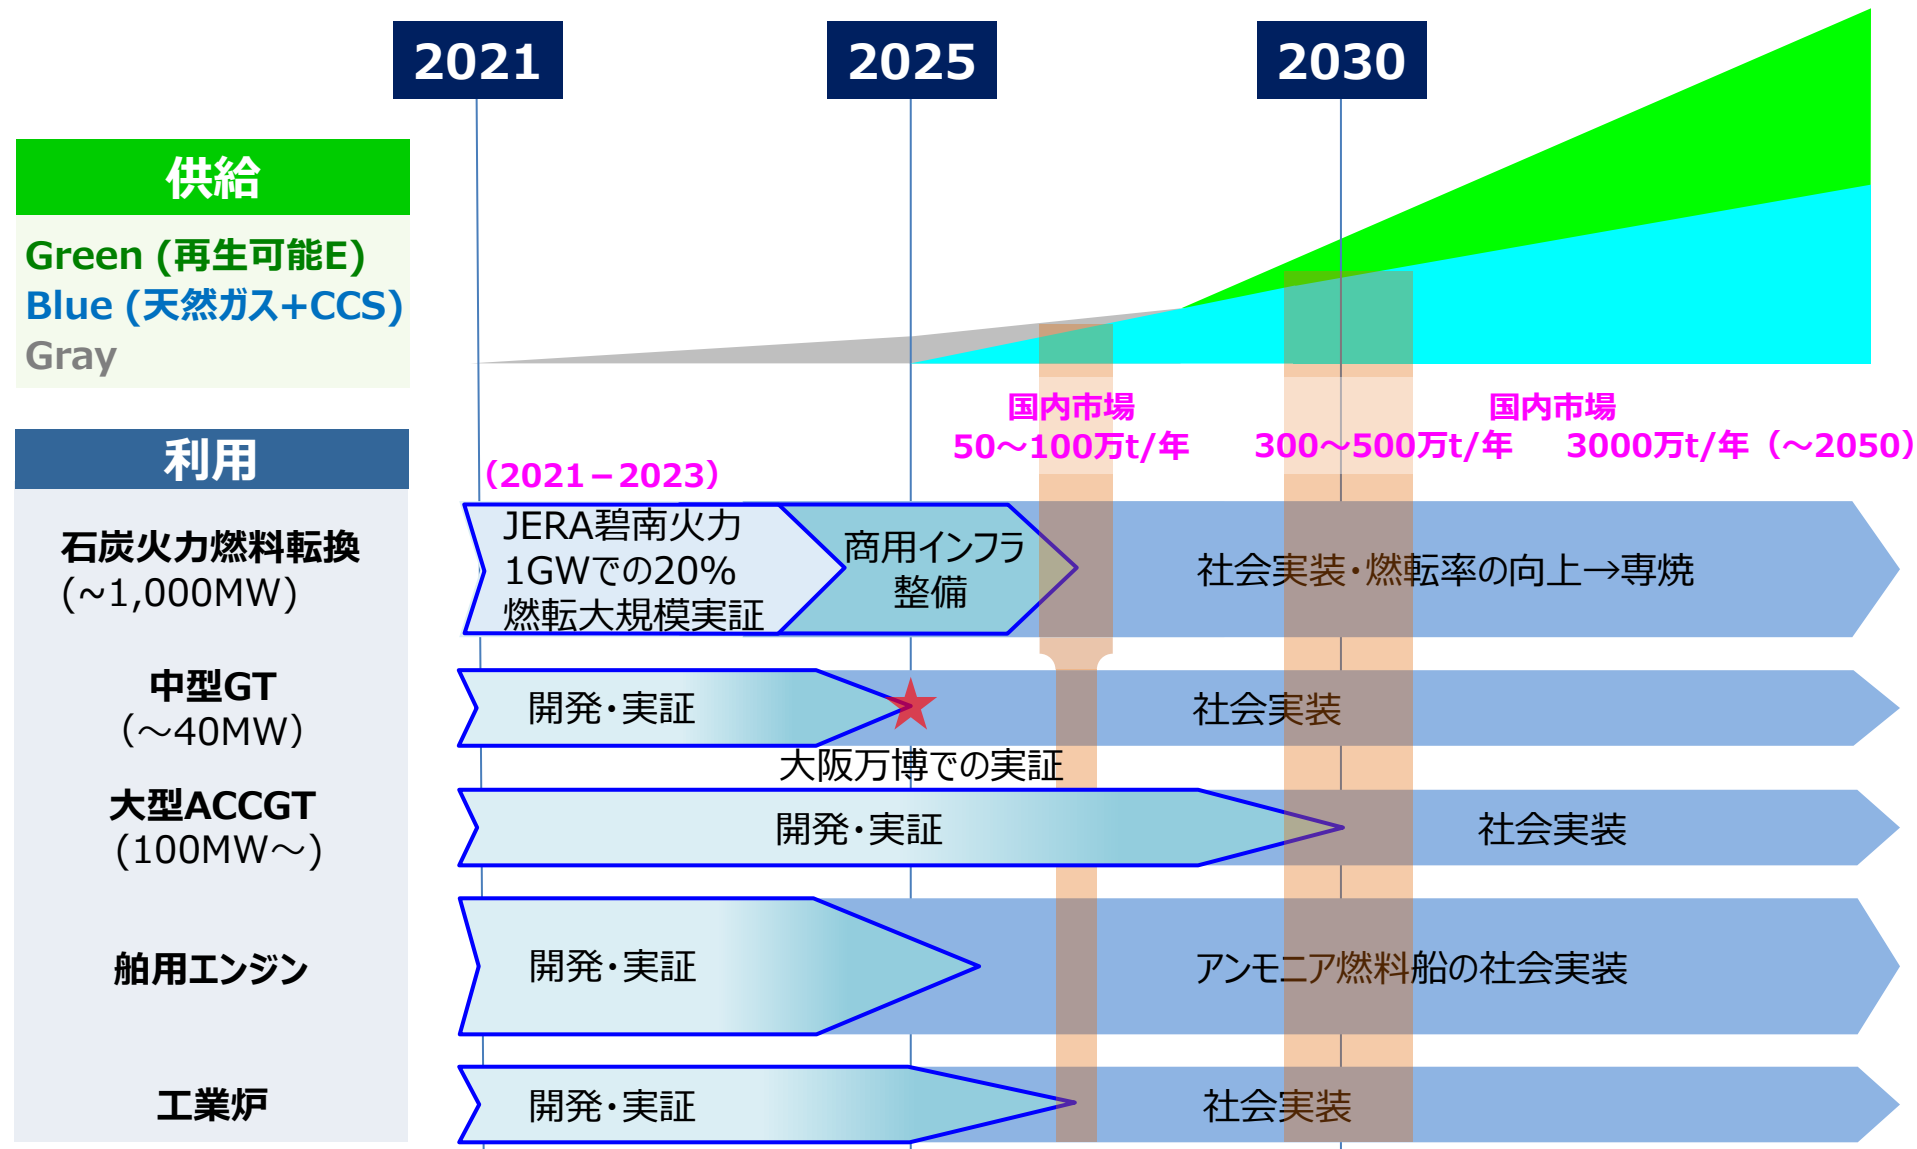 2021
2025
2030
供給
Green (再生可能E)
Blue (天然ガス+CCS)
Gray
国内市場
50～100万t/年
300～500万t/年
国内市場
3000万t/年（～2050）
利用
（2021－2023）
石炭火力燃料転換
(~1,000MW)
JERA碧南火力
1GWでの20%
燃転大規模実証
商用インフラ
整備
社会実装・燃転率の向上→専焼
中型GT
（～40MW）
開発・実証
社会実装
大阪万博での実証
大型ACCGT
(100MW～)
開発・実証
社会実装
舶用エンジン
開発・実証
アンモニア燃料船の社会実装
工業炉
開発・実証
社会実装